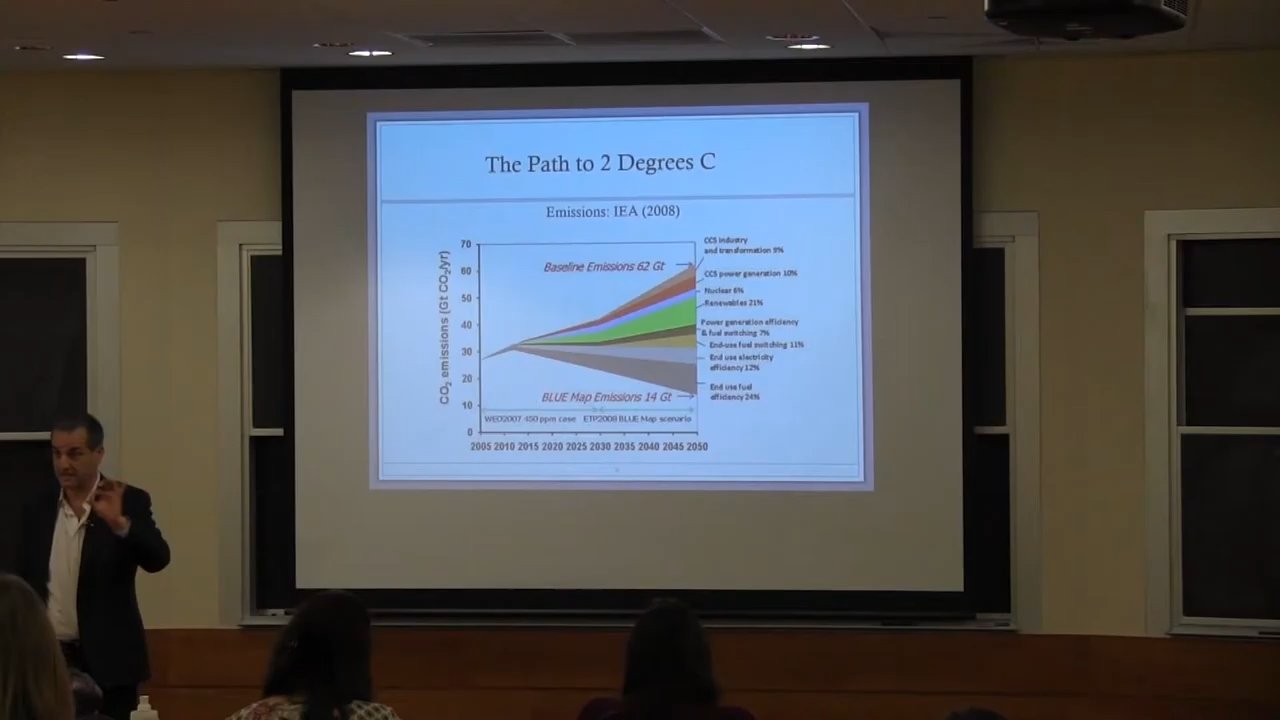 The Path to 2 Degrees C
Emissions: IEA (2008)
CO2 emissions (Gt CO2/yr)
70
60
50
40
30
20
10
0
Baseline Emissions 62 Gt
BLUE Map Emissions 14 Gt
WEO2007 450 ppm case
ETP2008 BLUE Map scenario
2005 2010 2015 2020 2025 2030 2035 2040 2045 2050
CCS industry
and transformation 9%
CCS power generation 10%
Nuclear 6%
Renewables 21%
Power generation efficiency
& fuel switching 7%
End-use fuel switching 11%
End use electricity
efficiency 12%
End use fuel
efficiency 24%